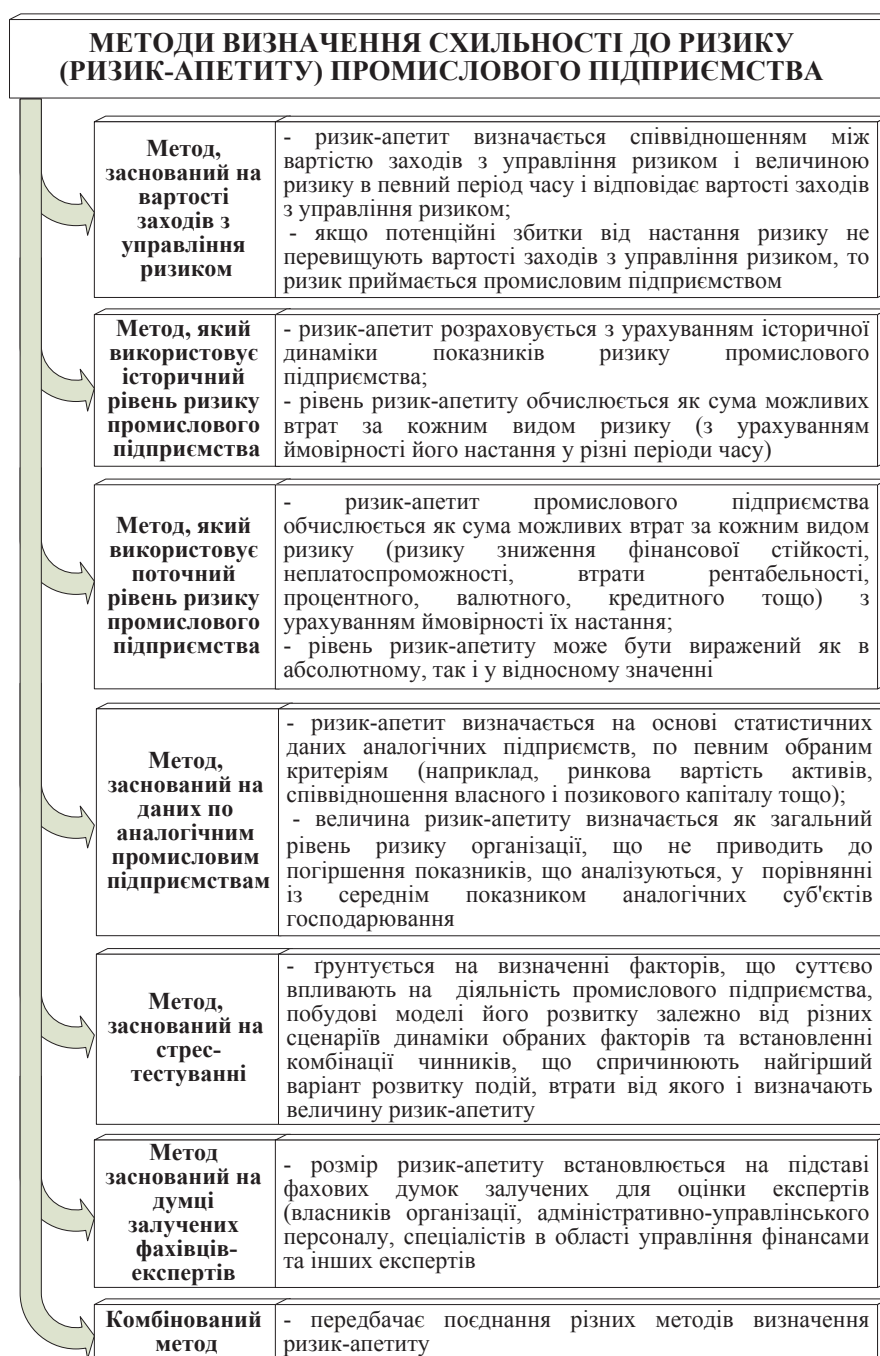 МЕТОДИ ВИЗНАЧЕННЯ СХИЛЬНОСТІ ДО РИЗИКУ
(РИЗИК-АПЕТИТУ) ПРОМИСЛОВОГО ПІДПРИЄМСТВА
Метод,
заснований на
вартості
заходів з
управління
ризиком
- ризик-апетит визначається співвідношенням між
вартістю заходів з управління ризиком і величиною
ризику в певний період часу і відповідає вартості заходів
з управління ризиком;
- якщо потенційні збитки від настання ризику не
перевищують вартості заходів з управління ризиком, то
ризик приймається промисловим підприємством
Метод, який
використовує
історичний
рівень ризику
промислового
підприємства
- ризик-апетит розраховується з урахуванням історичної
динаміки показників ризику промислового
підприємства;
- рівень ризик-апетиту обчислюється як сума можливих
втрат за кожним видом ризику (з урахуванням
ймовірності його настання у різні періоди часу)
Метод, який
використовує
поточний
рівень ризику
промислового
підприємства
- ризик-апетит промислового підприємства
обчислюється як сума можливих втрат за кожним видом
ризику (ризику зниження фінансової стійкості,
неплатоспроможності, втрати рентабельності,
процентного, валютного, кредитного тощо) з
урахуванням ймовірності їх настання;
- рівень ризик-апетиту може бути виражений як в
абсолютному, так і у відносному значенні
Метод,
заснований на
даних по
аналогічним
промисловим
підприємствам
- ризик-апетит визначається на основі статистичних
даних аналогічних підприємств, по певним обраним
критеріям (наприклад, ринкова вартість активів,
співвідношення власного і позикового капіталу тощо);
- величина ризик-апетиту визначається як загальний
рівень ризику організації, що не приводить до
погіршення показників, що аналізуються, у порівнянні
із середнім показником аналогічних суб'єктів
господарювання
Метод,
заснований на
стрес-
тестуванні
- ґрунтується на визначенні факторів, що суттєво
впливають на діяльність промислового підприємства,
побудові моделі його розвитку залежно від різних
сценаріїв динаміки обраних факторів та встановленні
комбінації чинників, що спричинюють найгірший
варіант розвитку подій, втрати від якого і визначають
величину ризик-апетиту
Метод
заснований на
думці
залучених
фахівців-
експертів
- розмір ризик-апетиту встановлюється на підставі
фахових думок залучених для оцінки експертів
(власників організації, адміністративно-управлінського
персоналу, спеціалістів в області управління фінансами
та інших експертів
Комбінований
метод
- передбачає поєднання різних методів визначення
ризик-апетиту